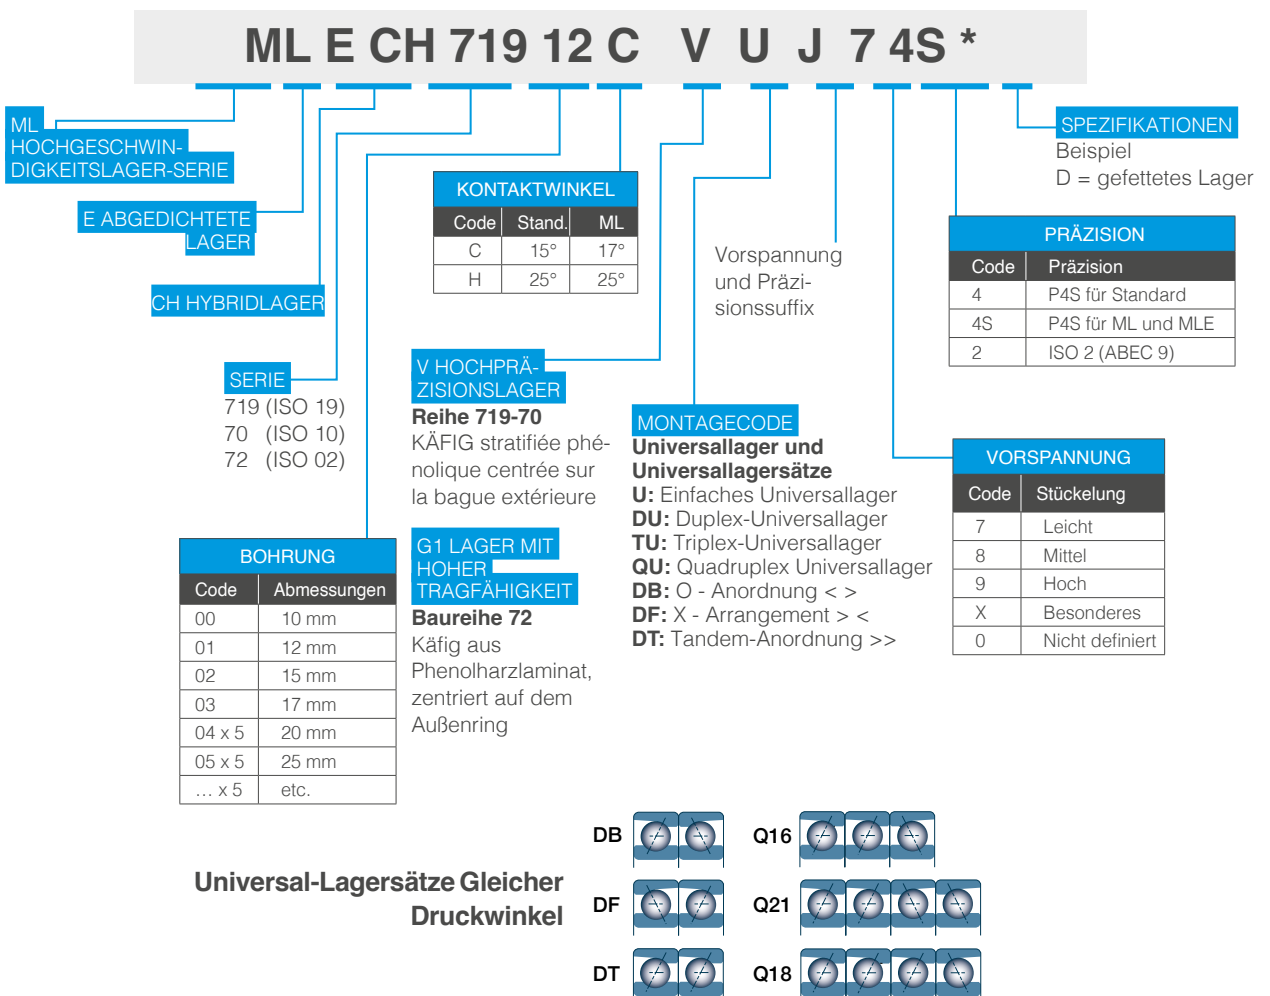 ML E CH 719 12 C V U J 7 4S *
ML
HOCHGESCHWIN-
DIGKEITSLAGER-SERIE
E ABGEDICHTETE
LAGER
CH HYBRIDLAGER
SERIE
719 (ISO 19)
70 (ISO 10)
72 (ISO 02)
BOHRUNG
Code Abmessungen
00 10 mm
01 12 mm
02 15 mm
03 17 mm
04 x 5 20 mm
05 x 5 25 mm
… x 5 etc.
KONTAKTWINKEL
Code Stand. ML
C 15° 17°
H 25° 25°
V HOCHPRÄ-
ZISIONSLAGER
Reihe 719-70
KÄFIG stratifiée phé-
nolique centrée sur
la bague extérieure
G1 LAGER MIT
HOHER
TRAGFÄHIGKEIT
Baureihe 72
Käfig aus
Phenolharzlaminat,
zentriert auf dem
Außenring
MONTAGECODE
Universallager und
Universallagersätze
U: Einfaches Universallager
DU: Duplex-Universallager
TU: Triplex-Universallager
QU: Quadruplex Universallager
DB: O - Anordnung < >
DF: X - Arrangement > <
DT: Tandem-Anordnung >>
Vorspannung
und Präzi-
sionssuffix
SPEZIFIKATIONEN
Beispiel
D = gefettetes Lager
PRÄZISION
Code Präzision
4 P4S für Standard
4S P4S für ML und MLE
2 ISO 2 (ABEC 9)
VORSPANNUNG
Code Stückelung
7 Leicht
8 Mittel
9 Hoch
X Besonderes
0 Nicht definiert
Universal-Lagersätze Gleicher
Druckwinkel
DB Q16
DF Q21
DT Q18